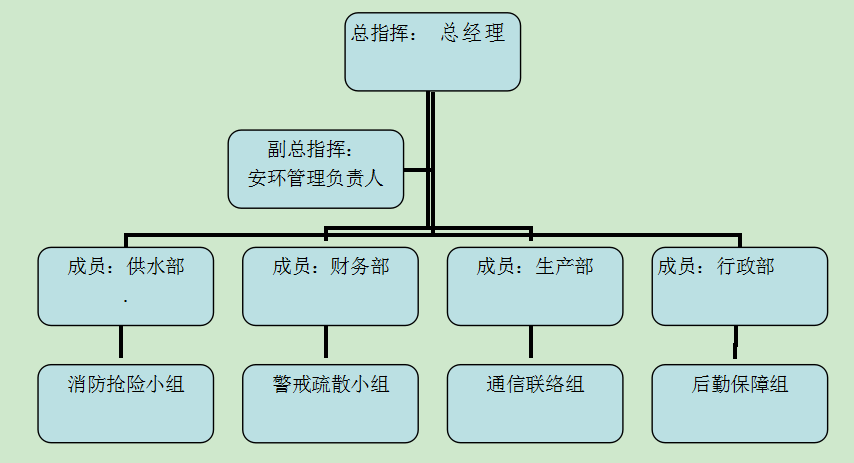 总指挥： 总经理
副总指挥：
安环管理负责人
成员：供水部
.
成员：财务部
成员：生产部
成员：行政部
消防抢险小组
警戒疏散小组
通信联络组
后勤保障组